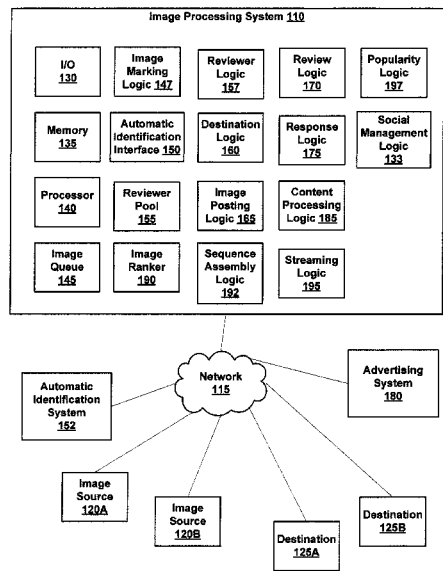 Image Processing System 110
I/O
130
Image
Marking
Logic 147
Reviewer
Logic
157
Review
Logic
170
Popularity
Logic
197
Memory
135
Automatic
Identification
Interface 150
Destination
Logic
160
Response
Logic
175
Social
Management
Logic
133
Processor
140
Reviewer
Pool
155
Image
Posting
Logic 165
Content
Processing
Logic 185
Image
Queue
145
Image
Ranker
190
Sequence
Assembly
Logic
192
Streaming
Logic
195
Network
115
Automatic
Identification
System
152
Advertising
System
180
Image
Source
120A
Image
Source
120B
Destination
125A
Destination
125B